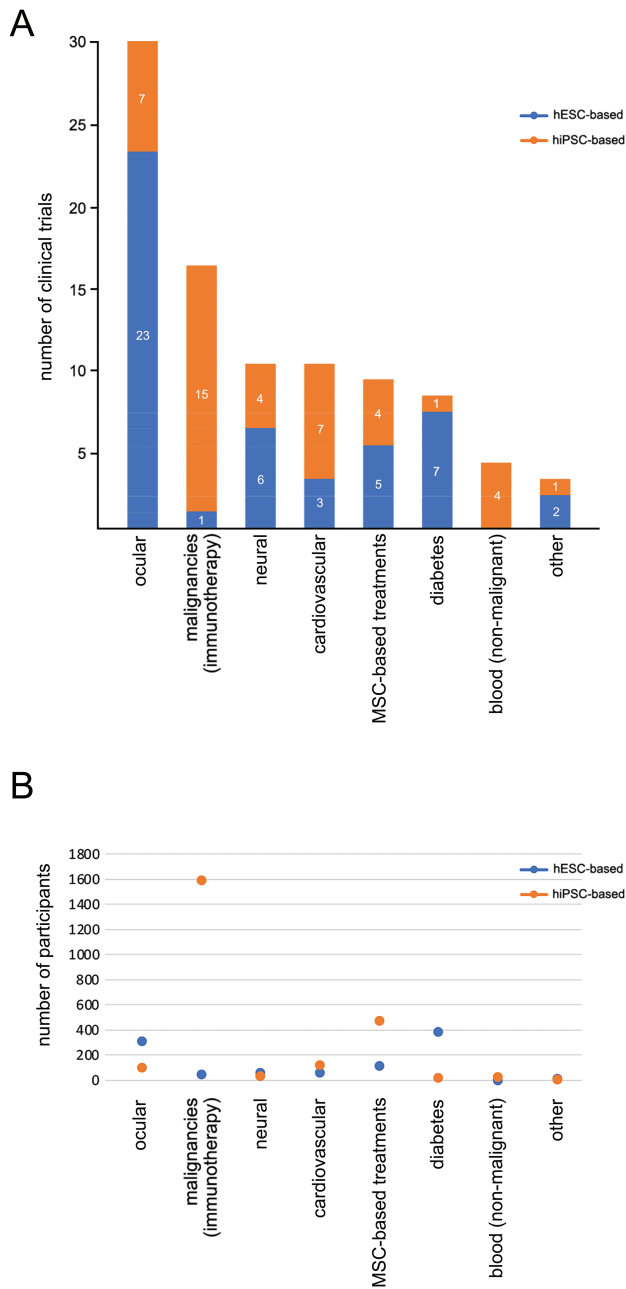 A
number of clinical trials
30
25
20
15
10
5
hESC-based
hiPSC-based
7
23
15
1
4
6
7
3
4
5
1
7
4
1
2
ocular
malignancies
(immunotherapy)
neural
cardiovascular
MSC-based treatments
diabetes
blood (non-malignant)
other
B
number of participants
1800
1600
1400
1200
1000
800
600
400
200
0
hESC-based
hiPSC-based
ocular
malignancies
(immunotherapy)
neural
cardiovascular
MSC-based treatments
diabetes
blood (non-malignant)
other